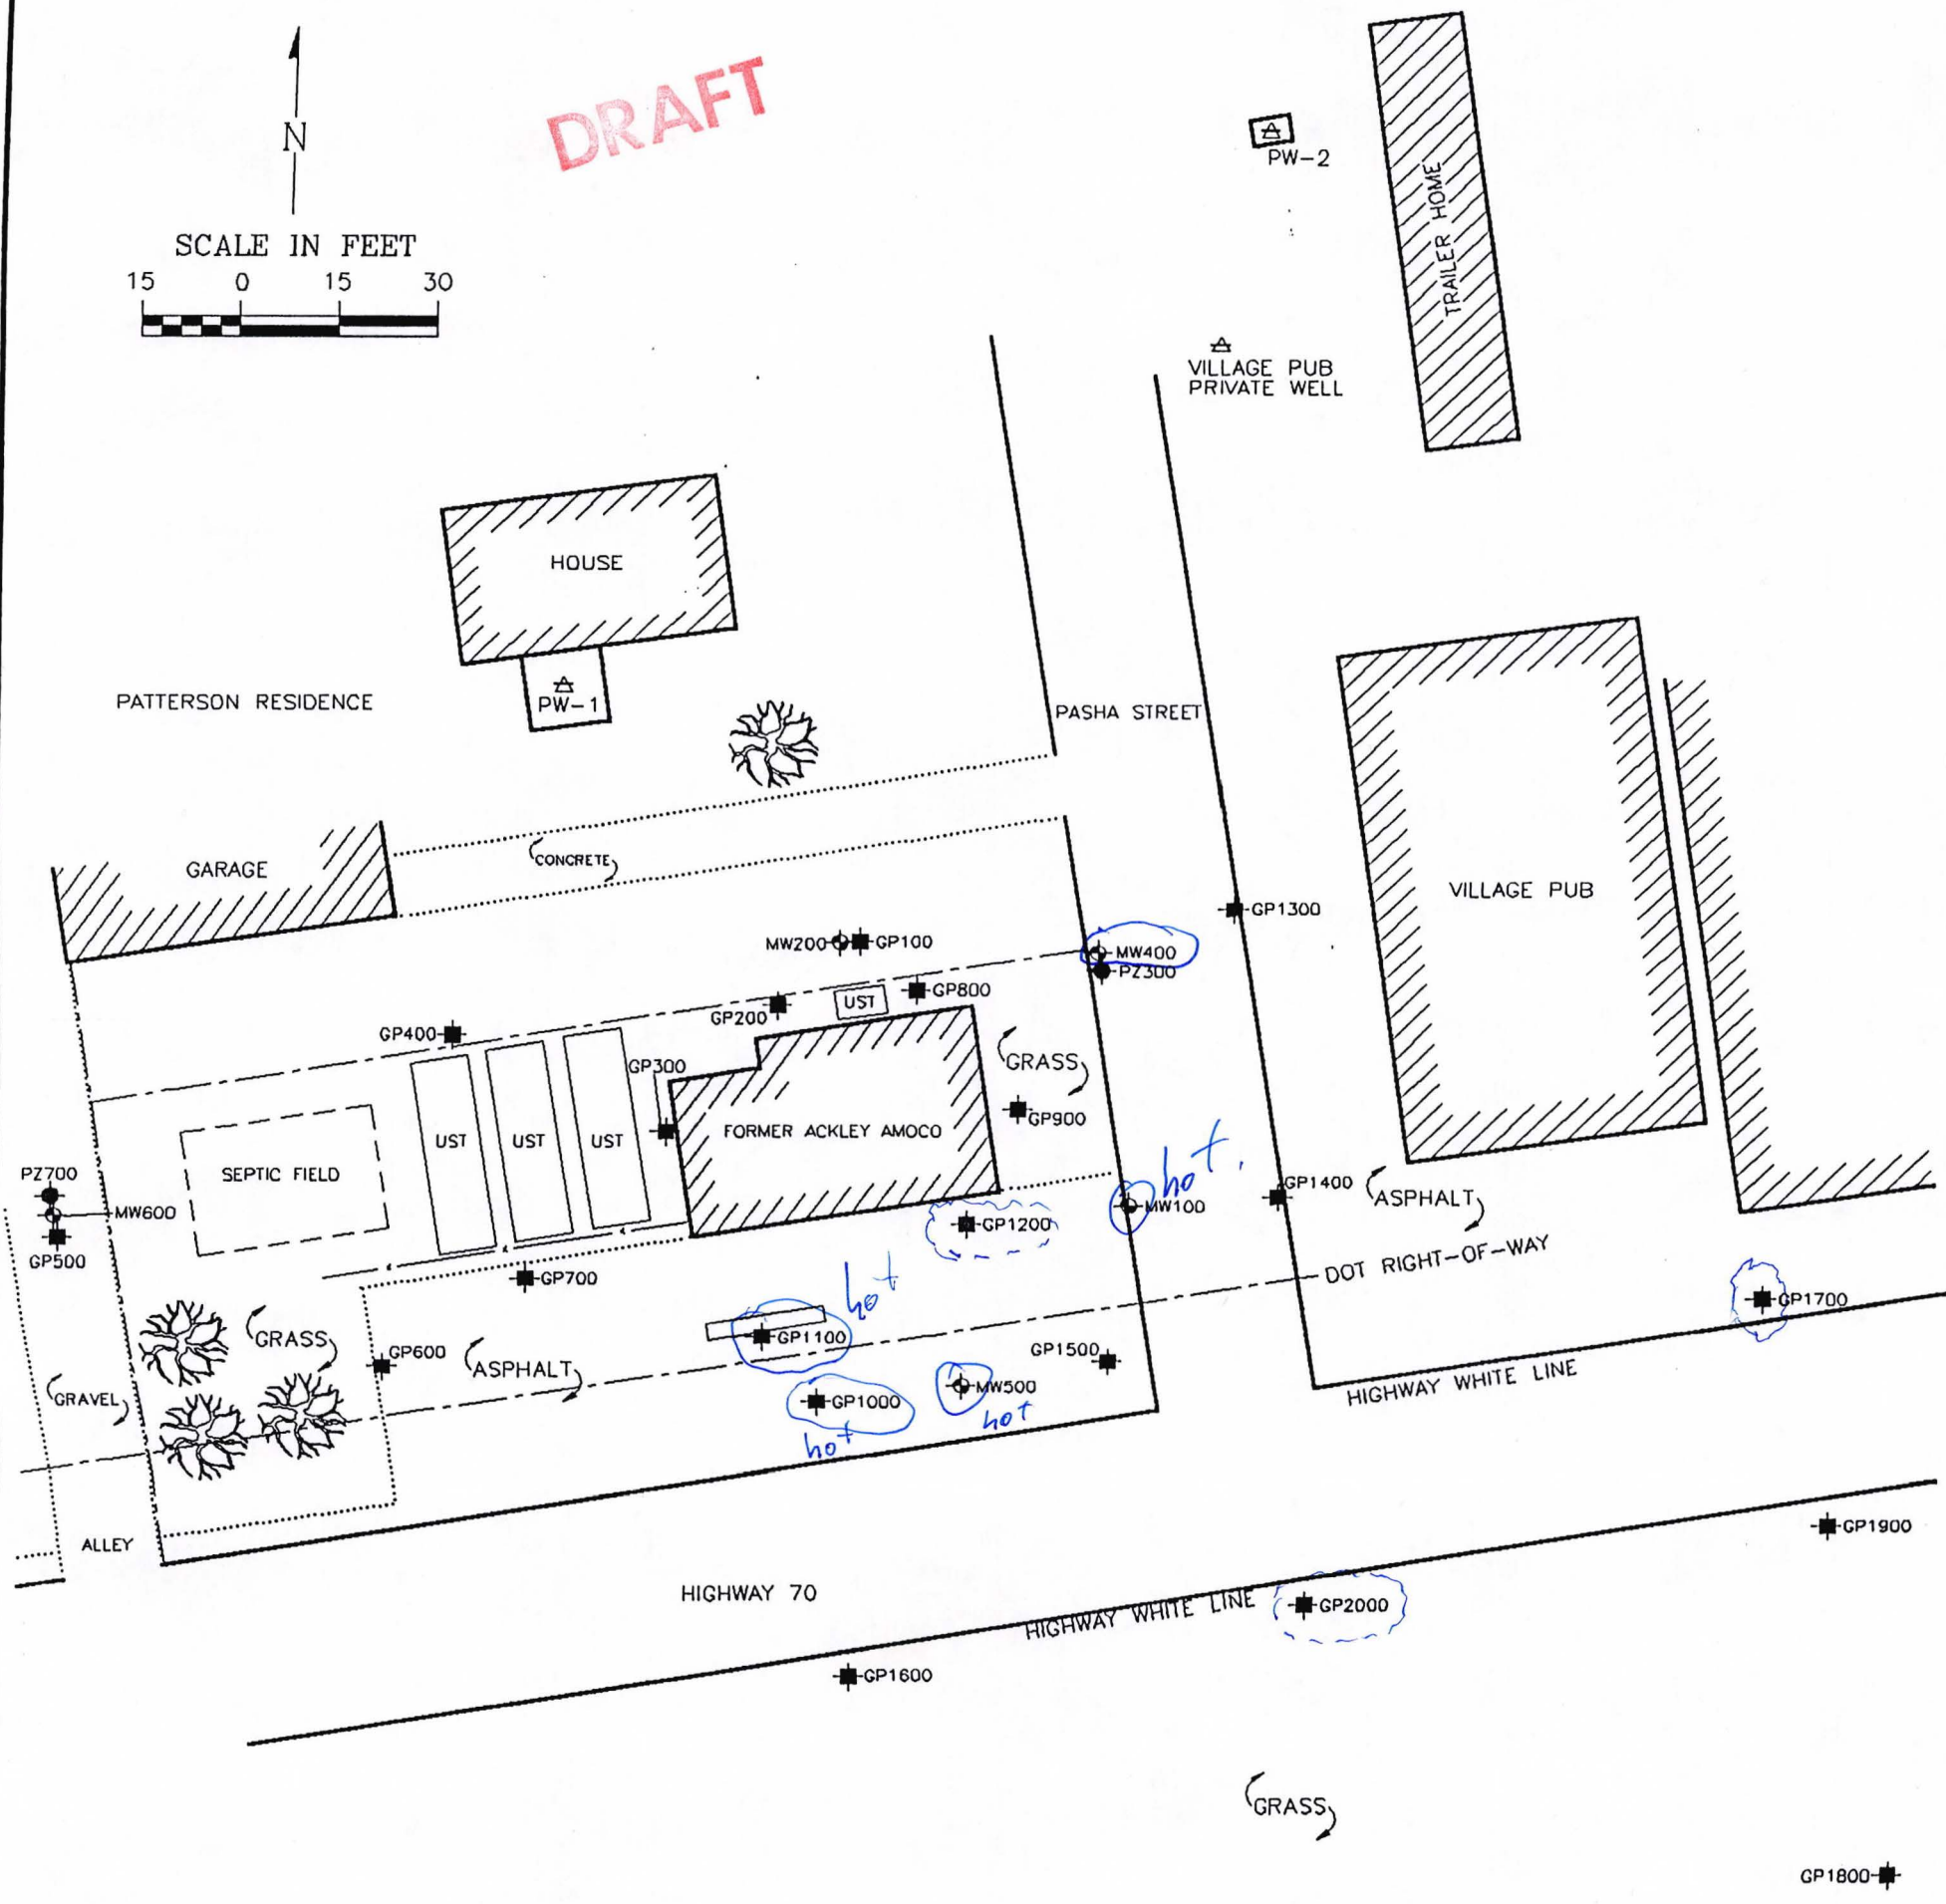 DRAFT
N
SCALE IN FEET
15 0 15 30
PW-2
TRAILER HOME
VILLAGE PUB
PRIVATE WELL
HOUSE
PATTERSON RESIDENCE
PW-1
PASHA STREET
GARAGE
CONCRETE
VILLAGE PUB
GP1300
MW200
GP100
MW400
PZ300
UST
GP800
GP200
GP400
GP300
GRASS
GP900
UST
UST
UST
FORMER ACKLEY AMOCO
SEPTIC FIELD
PZ700
MW600
GP500
hot.
GP1400
ASPHALT
MW100
GP1200
DOT RIGHT-OF-WAY
GP700
hot
GP1700
GP1100
GRASS
GP600
ASPHALT
GP1500
GRAVEL
MW500
hot
GP1000
hot
HIGHWAY WHITE LINE
ALLEY
GP1900
HIGHWAY 70
HIGHWAY WHITE LINE
GP2000
GP1600
GRASS
GP1800